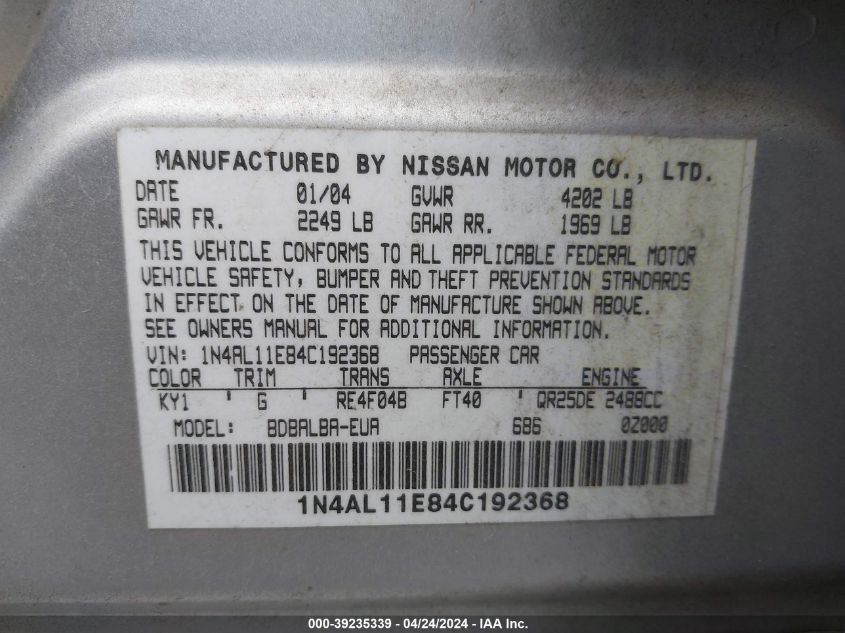 MANUFACTURED BY NISSAN MOTOR CO., LTD.
DATE 01/04 GVWR 4202 LB
GAWR FR. 2249 LB GAWR RR. 1969 LB
THIS VEHICLE CONFORMS TO ALL APPLICABLE FEDERAL MOTOR
VEHICLE SAFETY, BUMPER AND THEFT PREVENTION STANDARDS
IN EFFECT ON THE DATE OF MANUFACTURE SHOWN ABOVE.
SEE OWNERS MANUAL FOR ADDITIONAL INFORMATION.
VIN: 1N4AL11E84C192368 PASSENGER CAR
COLOR TRIM TRANS AXLE ENGINE
KY1 ' G RE4F04B FT40 ' QR25DE 2488CC
MODEL: BDBALBA-EUA 686 0Z000
1N4AL11E84C192368
000-39235339 - 04/24/2024 - IAA Inc.